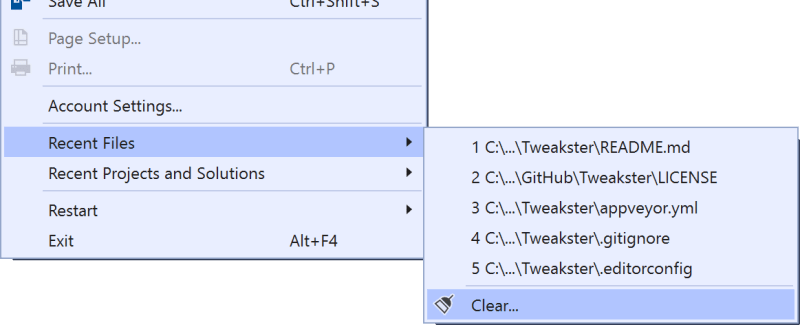 Save All Ctrl+Shift+S
Page Setup...
Print... Ctrl+P
Account Settings...
Recent Files
Recent Projects and Solutions
Restart
Exit Alt+F4
1 C:\...\Tweakster\README.md
2 C:\...\GitHub\Tweakster\LICENSE
3 C:\...\Tweakster\appveyor.yml
4 C:\...\Tweakster\.gitignore
5 C:\...\Tweakster\.editorconfig
Clear...